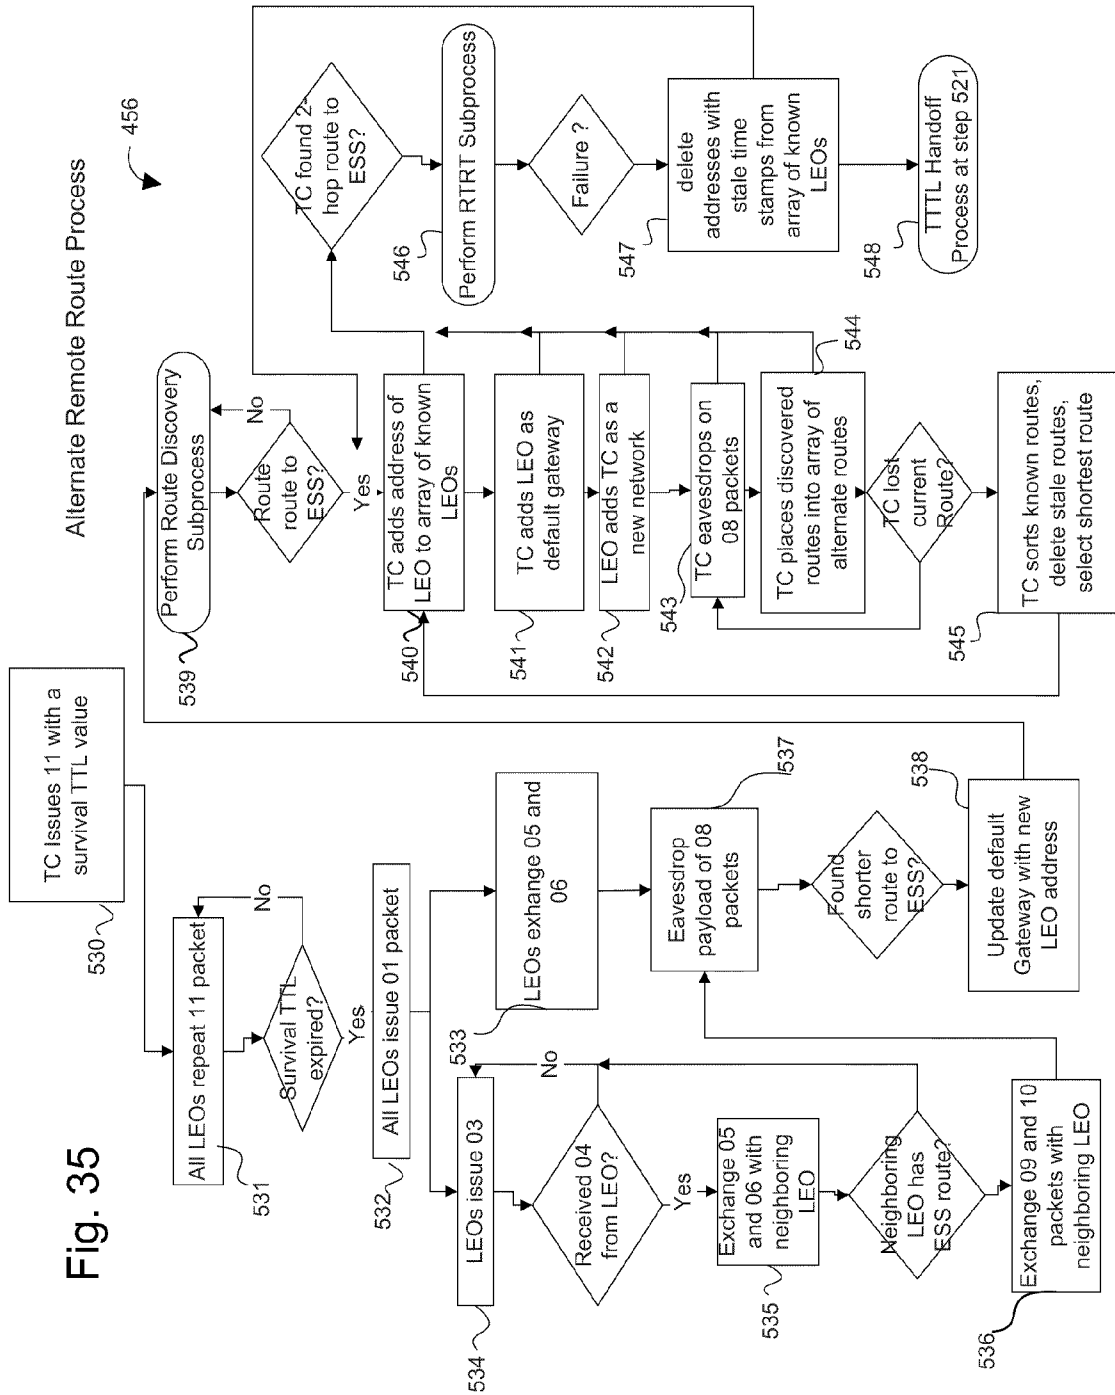 Fig. 35
Alternate Remote Route Process
456
TC Issues 11 with a
survival TTL value
530
All LEOs repeat 11 packet
531
Survival TTL
expired?
No
Yes
All LEOs issue 01 packet
532
LEOs exhange 05 and
06
533
LEOs issue 03
534
Received 04
from LEO?
No
Yes
Exchange 05
and 06 with
neighboring
LEO
535
Neighboring
LEO has
ESS route?
Exchange 09 and 10
packets with
neighboring LEO
536
Eavesdrop
payload of 08
packets
537
Found
shorter
route to
ESS?
Update default
Gateway with new
LEO address
538
Perform Route Discovery
Subprocess
539
Route
route to
ESS?
No
Yes
TC adds address of
LEO to array of known
LEOs
540
TC adds LEO as
default gateway
541
LEO adds TC as a
new network
542
TC eavesdrops on
08 packets
543
TC places discovered
routes into array of
alternate routes
544
TC lost
current
Route?
TC sorts known routes,
delete stale routes,
select shortest route
545
TC found 2-
hop route to
ESS?
Perform RTRT Subprocess
546
Failure ?
delete
addresses with
stale time
stamps from
array of known
LEOs
547
TTTL Handoff
Process at step 521
548